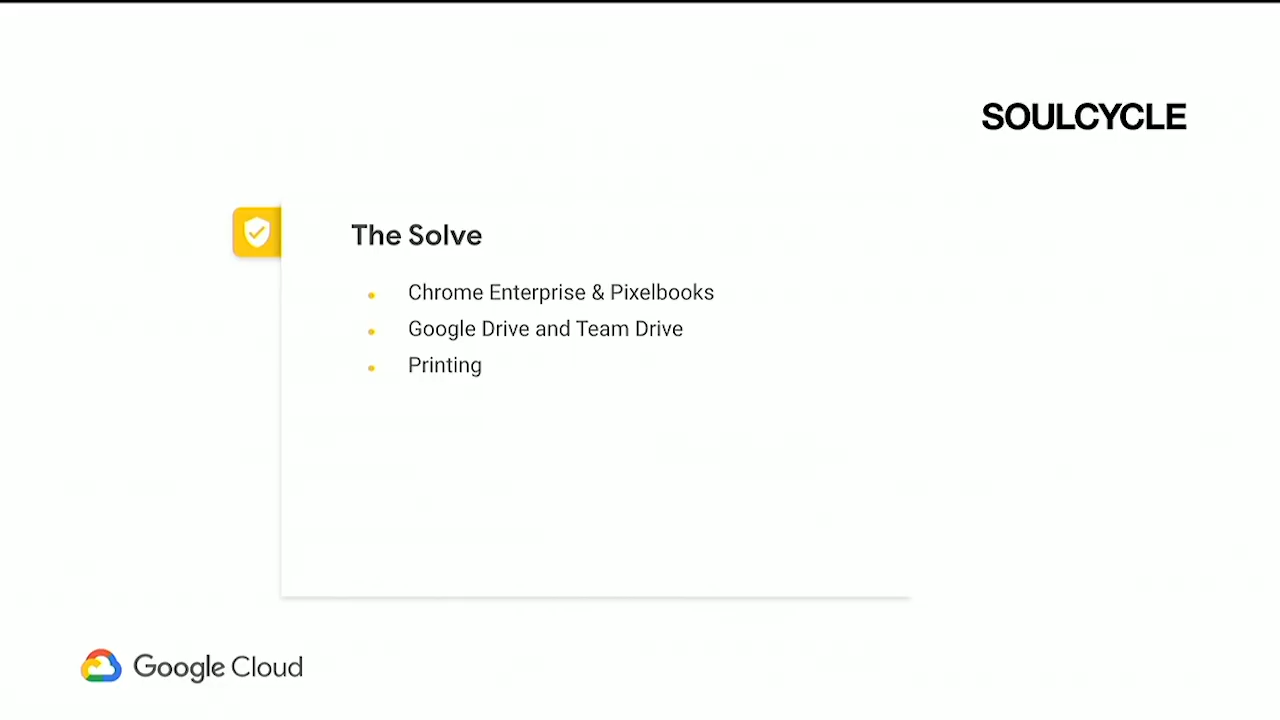 SOULCYCLE
The Solve
Chrome Enterprise & Pixelbooks
Google Drive and Team Drive
Printing
Google Cloud